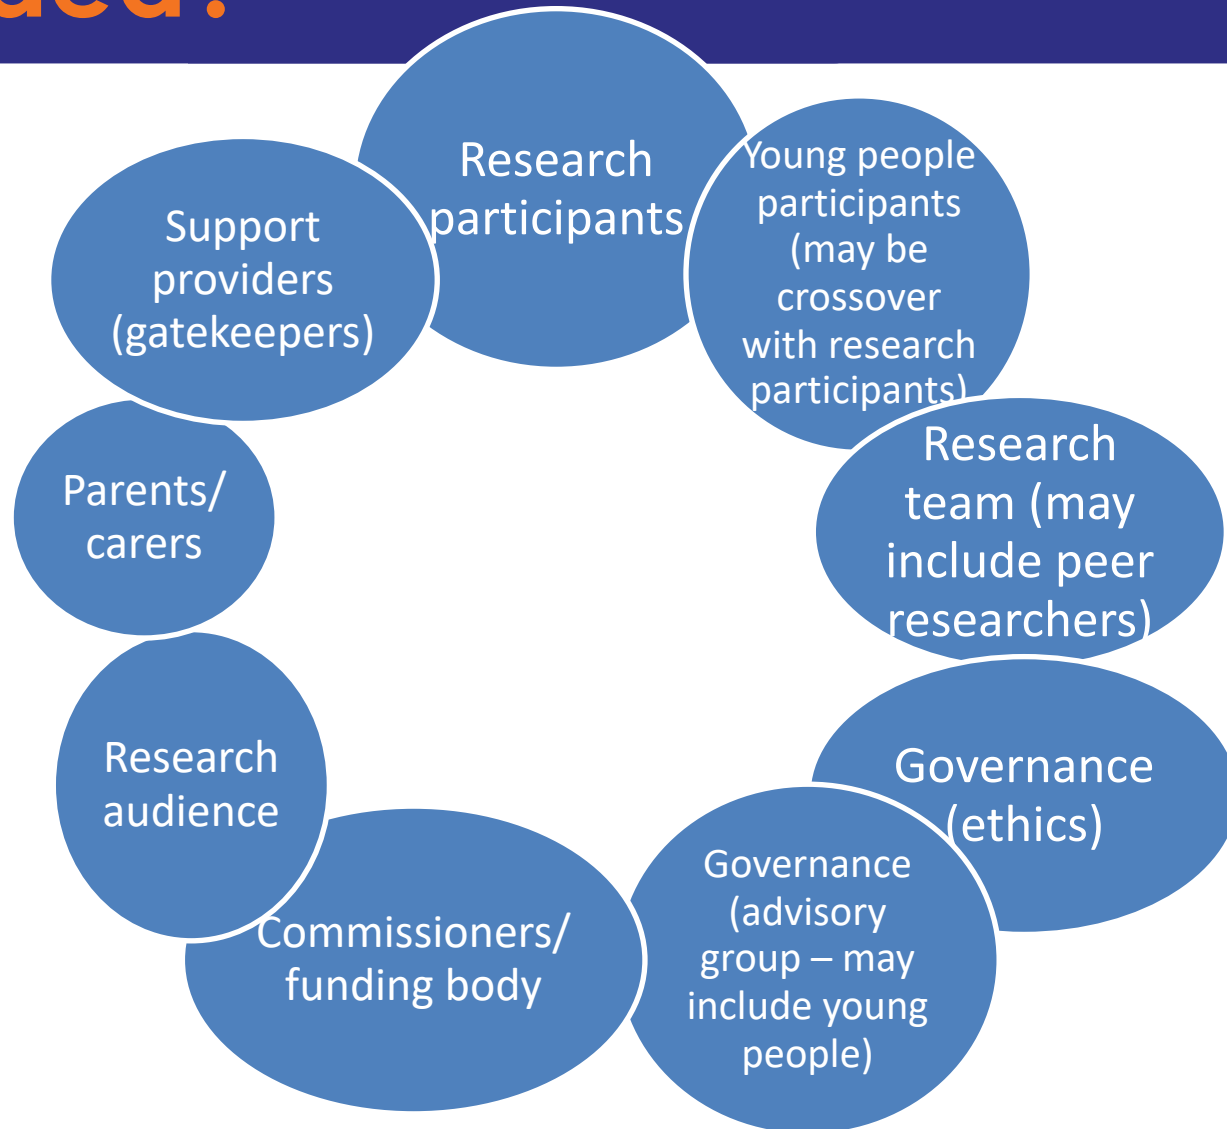 Research
participants
Young people
participants
(may be
crossover
with research
participants)
Research
team (may
include peer
researchers)
Governance
(ethics)
Governance
(advisory
group – may
include young
people)
Commissioners/
funding body
Research
audience
Parents/
carers
Support
providers
(gatekeepers)